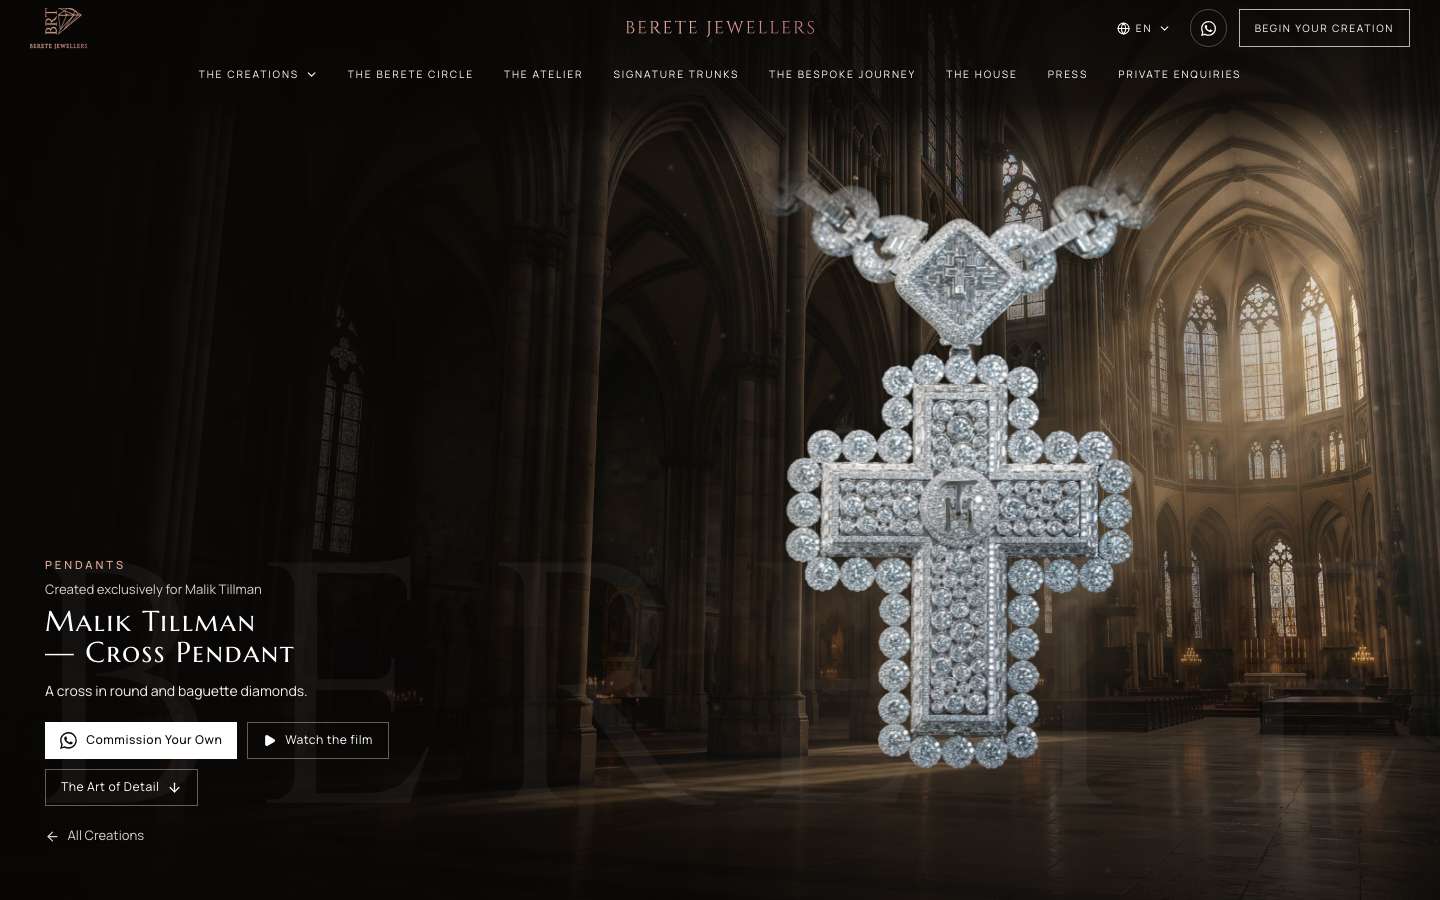 BRT
BERETE JEWELLERS
BERETE JEWELLERS
EN
BEGIN YOUR CREATION
THE CREATIONS
THE BERETE CIRCLE
THE ATELIER
SIGNATURE TRUNKS
THE BESPOKE JOURNEY
THE HOUSE
PRESS
PRIVATE ENQUIRIES
TM
PENDANTS
Created exclusively for Malik Tillman
Malik Tillman
— Cross Pendant
A cross in round and baguette diamonds.
Commission Your Own
Watch the film
The Art of Detail
All Creations
BERETE